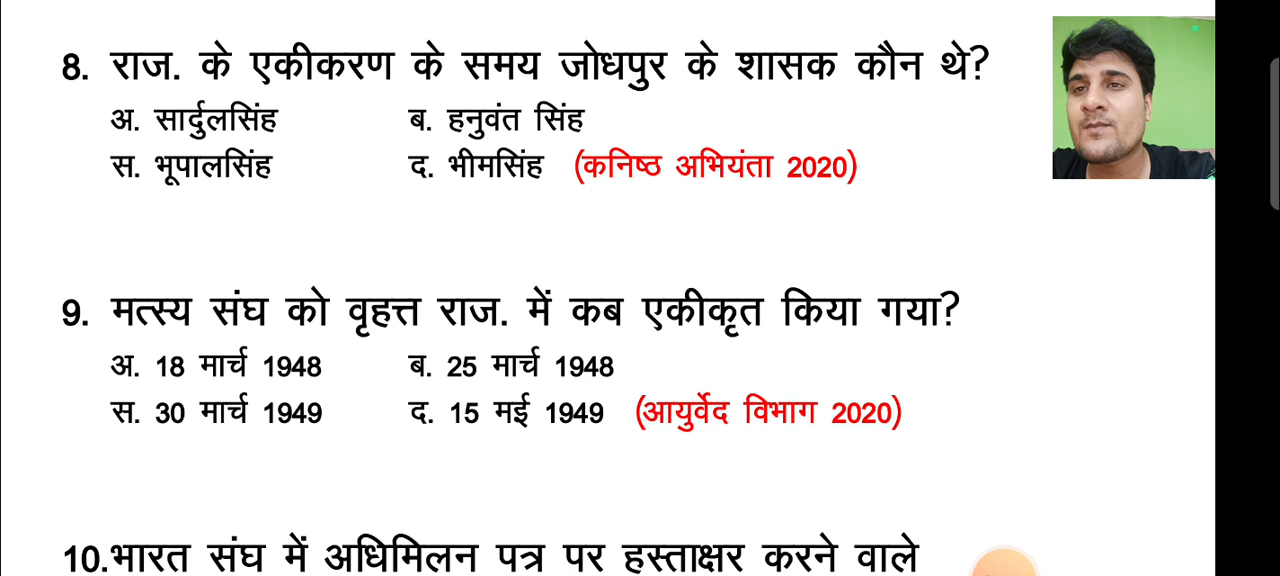 8. राज. के एकीकरण के समय जोधपुर के शासक कौन थे?
अ. सार्दुलसिंह ब. हनुवंत सिंह
स. भूपालसिंह द. भीमसिंह (कनिष्ठ अभियंता 2020)
9. मत्स्य संघ को वृहत्त राज. में कब एकीकृत किया गया?
अ. 18 मार्च 1948 ब. 25 मार्च 1948
स. 30 मार्च 1949 द. 15 मई 1949 (आयुर्वेद विभाग 2020)
10.भारत संघ में अधिमिलन पत्र पर हस्ताक्षर करने वाले